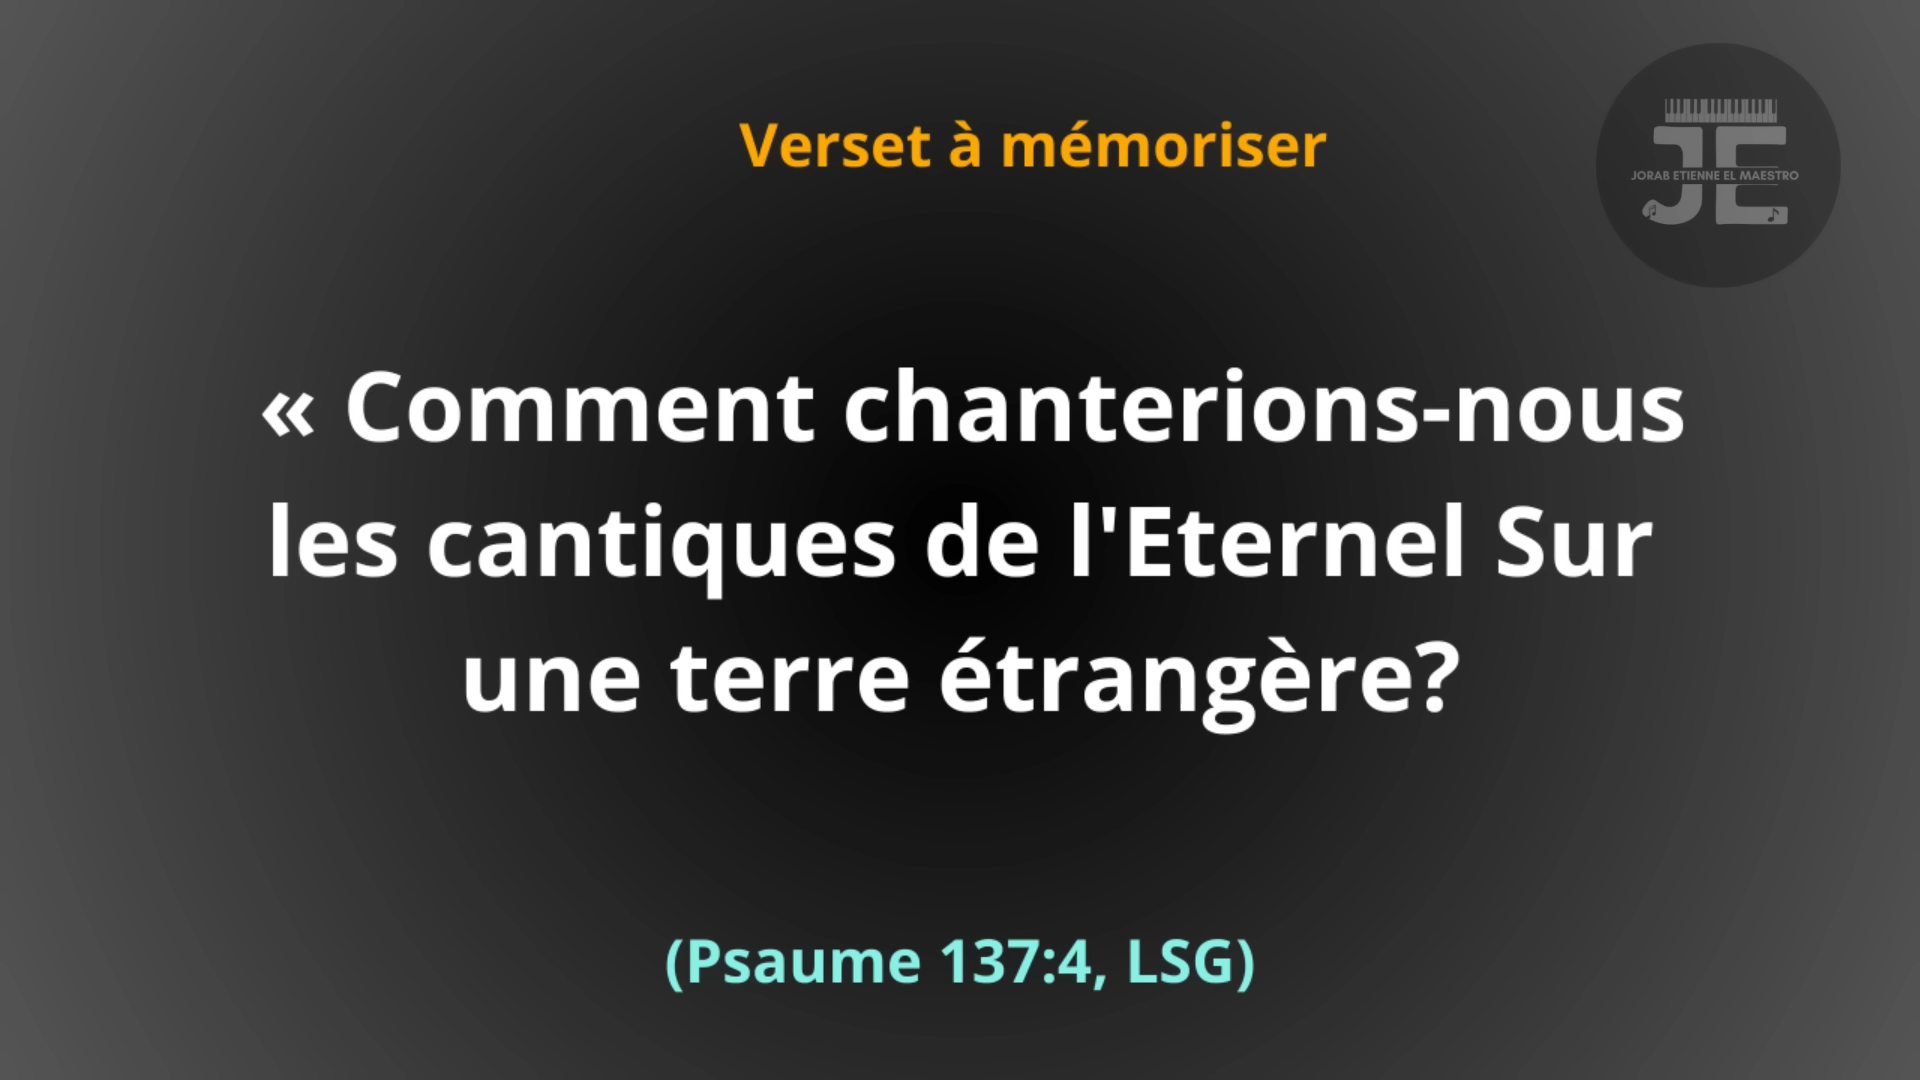 Verset à mémoriser
JE
JORAB ETIENNE EL MAESTRO
« Comment chanterions-nous
les cantiques de l'Eternel Sur
une terre étrangère?
(Psaume 137:4, LSG)